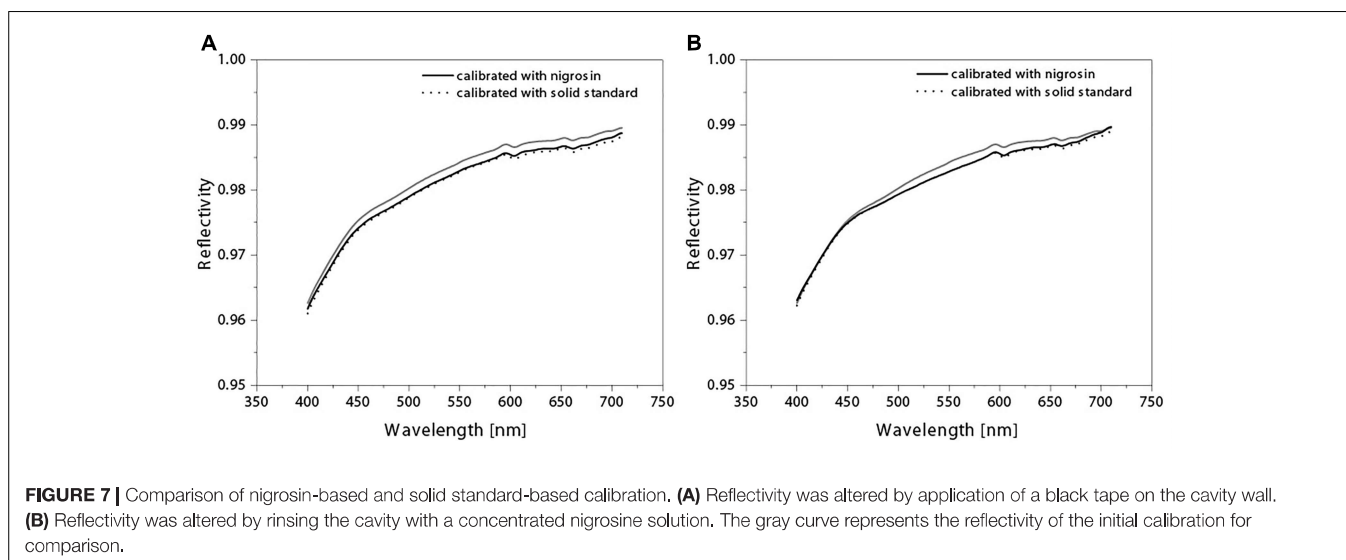 A
1.00
0.99
0.98
0.97
0.96
0.95
Reflectivity
calibrated with nigrosin
calibrated with solid standard
350 400 450 500 550 600 650 700 750
Wavelength [nm]
B
1.00
0.99
0.98
0.97
0.96
0.95
Reflectivity
calibrated with nigrosin
calibrated with solid standard
350 400 450 500 550 600 650 700 750
Wavelength [nm]
FIGURE 7 | Comparison of nigrosin-based and solid standard-based calibration. (A) Reflectivity was altered by application of a black tape on the cavity wall.
(B) Reflectivity was altered by rinsing the cavity with a concentrated nigrosine solution. The gray curve represents the reflectivity of the initial calibration for
comparison.